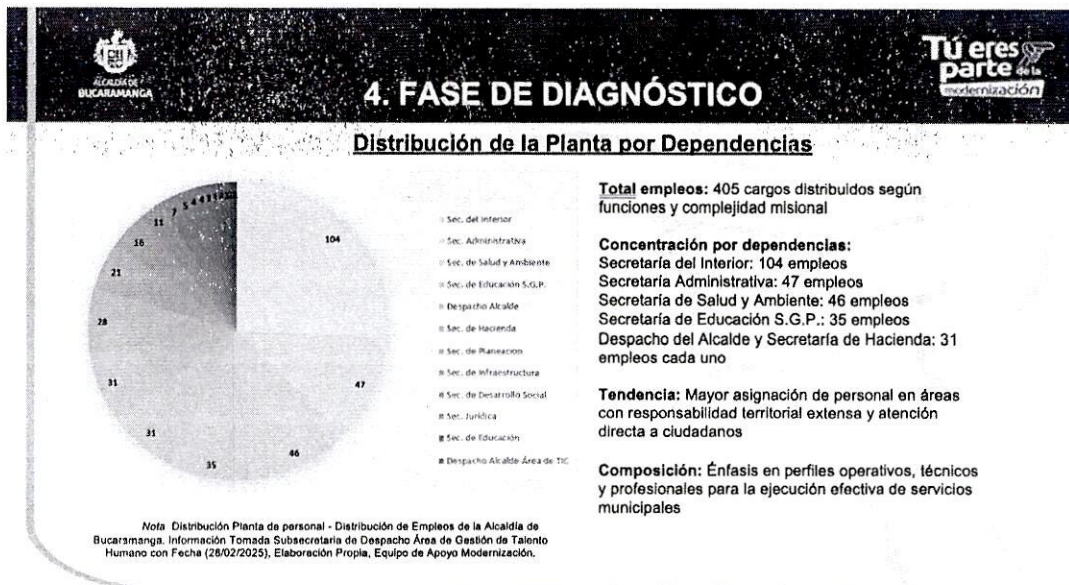 ALCALDÍA DE
BUCARAMANGA
4. FASE DE DIAGNÓSTICO
Tú eres
parte de la
modernización
Distribución de la Planta por Dependencias
104
47
46
35
31
31
28
21
16
11
7
5
4
4
3
Sec. del Interior
Sec. Administrativa
Sec. de Salud y Ambiente
Sec. de Educación S.G.P.
Despacho Alcalde
Sec. de Hacienda
Sec. de Planeacion
Sec. de Infraestructura
Sec. de Desarrollo Social
Sec. Jurídica
Sec. de Educación
Despacho Alcalde Área de TIC
Total empleos: 405 cargos distribuidos según
funciones y complejidad misional
Concentración por dependencias:
Secretaría del Interior: 104 empleos
Secretaría Administrativa: 47 empleos
Secretaría de Salud y Ambiente: 46 empleos
Secretaría de Educación S.G.P.: 35 empleos
Despacho del Alcalde y Secretaría de Hacienda: 31
empleos cada uno
Tendencia: Mayor asignación de personal en áreas
con responsabilidad territorial extensa y atención
directa a ciudadanos
Composición: Énfasis en perfiles operativos, técnicos
y profesionales para la ejecución efectiva de servicios
municipales
Nota Distribución Planta de personal - Distribución de Empleos de la Alcaldía de
Bucaramanga. Información Tomada Subsecretaria de Despacho Área de Gestión de Talento
Humano con Fecha (28/02/2025), Elaboración Propia, Equipo de Apoyo Modernización.